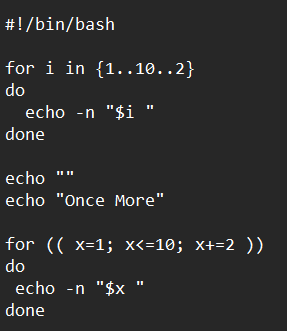 #!/bin/bash

for i in {1..10..2}
do
  echo -n "$i "
done

echo ""
echo "Once More"

for (( x=1; x<=10; x+=2 ))
do
 echo -n "$x "
done